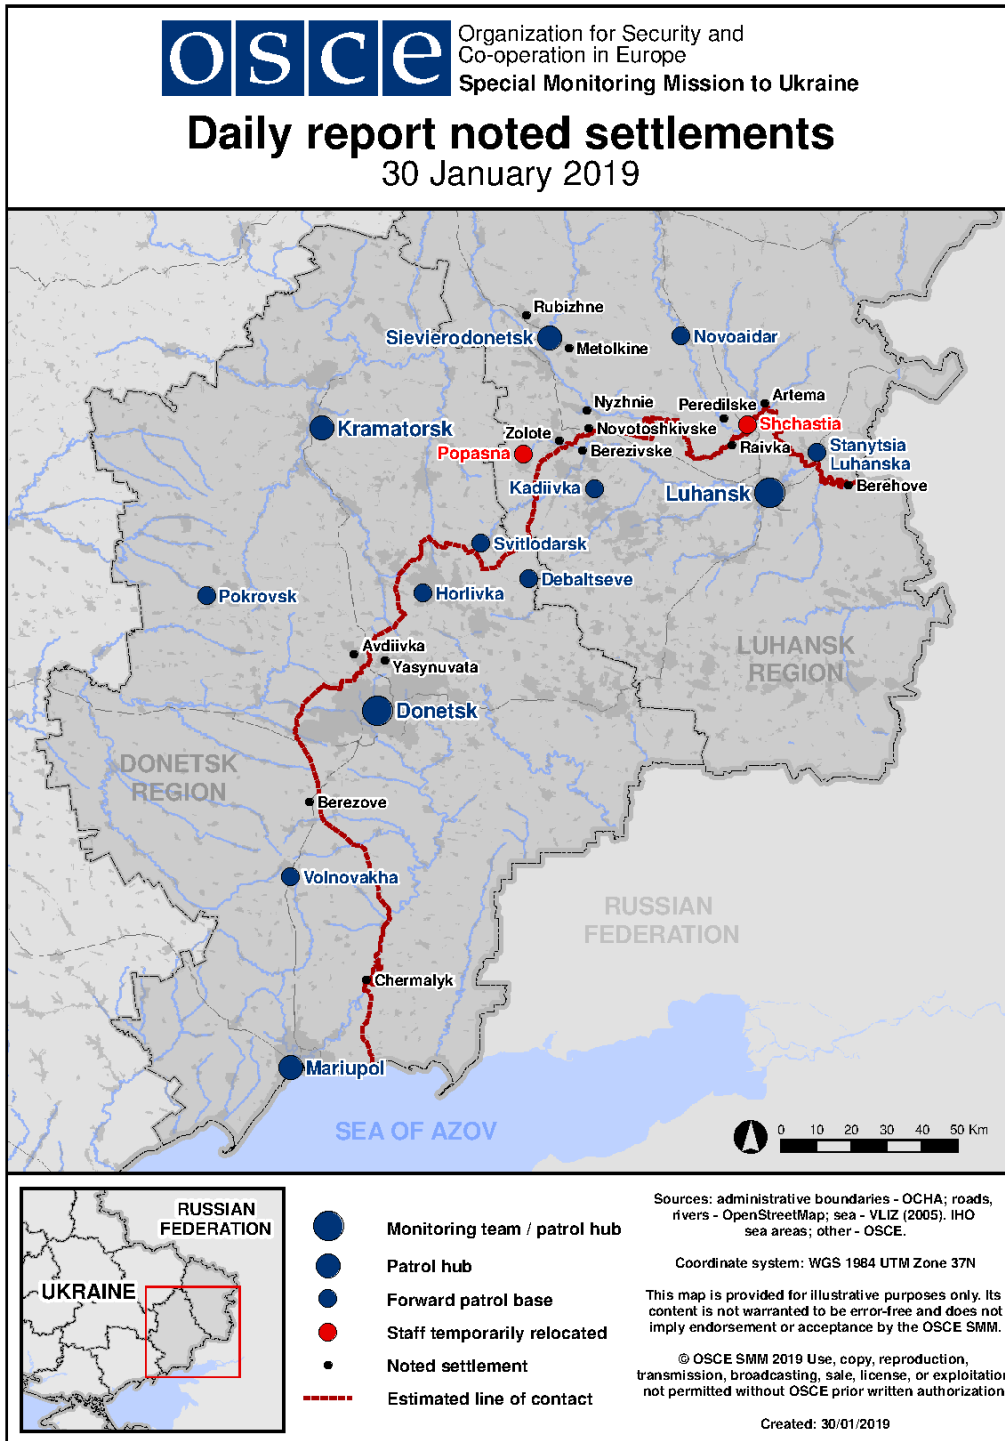 osce
Organization for Security and
Co-operation in Europe
Special Monitoring Mission to Ukraine
Daily report noted settlements
30 January 2019
Rubizhne
Sievierodonetsk
Metolkine
Novoaidar
Nyzhnie
Peredilske
Artema
Kramatorsk
Zolote
Novotoshkivske
Shchastia
Popasna
Berezivske
Raivka
Stanytsia
Luhanska
Kadiivka
Luhansk
Berehove
Svitlodarsk
Debaltseve
Pokrovsk
Horlivka
Avdiivka
Yasynuvata
LUHANSK
REGION
Donetsk
DONETSK
REGION
Berezove
Volnovakha
RUSSIAN
FEDERATION
Chermalyk
Mariupol
SEA OF AZOV
0 10 20 30 40 50 Km
RUSSIAN
FEDERATION
UKRAINE
Monitoring team / patrol hub
Patrol hub
Forward patrol base
Staff temporarily relocated
Noted settlement
Estimated line of contact
Sources: administrative boundaries - OCHA; roads,
rivers - OpenStreetMap; sea - VLIZ (2005). IHO
sea areas; other - OSCE.
Coordinate system: WGS 1984 UTM Zone 37N
This map is provided for illustrative purposes only. Its
content is not warranted to be error-free and does not
imply endorsement or acceptance by the OSCE SMM.
© OSCE SMM 2019 Use, copy, reproduction,
transmission, broadcasting, sale, license, or exploitation
not permitted without OSCE prior written authorization
Created: 30/01/2019